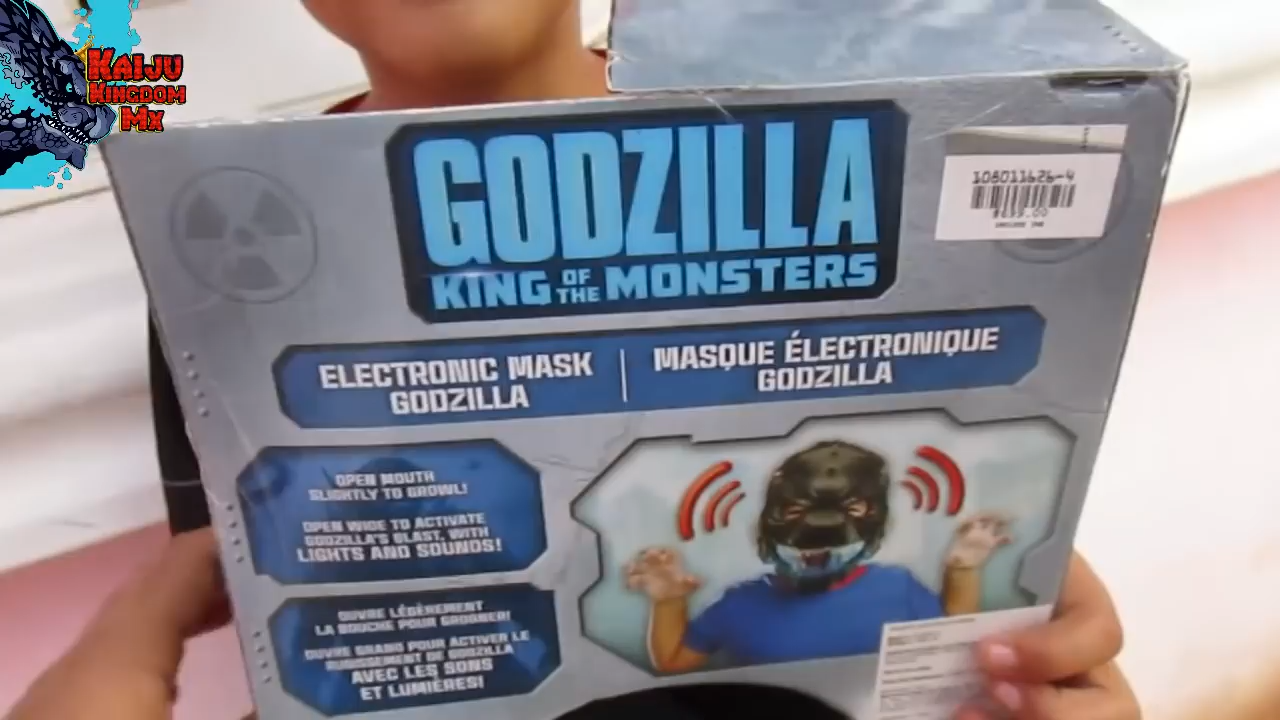 KAIJU
KINGDOM
MX
GODZILLA
KING OF THE MONSTERS
108011626-4
ELECTRONIC MASK
GODZILLA
MASQUE ÉLECTRONIQUE
GODZILLA
OPEN MOUTH
SLIGHTLY TO GROWL!
OPEN WIDE TO ACTIVATE
GODZILLA'S BLAST, WITH
LIGHTS AND SOUNDS!
OUVRE LÉGÈREMENT
LA BOUCHE POUR GROGNER!
OUVRE GRAND POUR ACTIVER LE
RUGISSEMENT DE GODZILLA
AVEC LES SONS
ET LUMIÈRES!